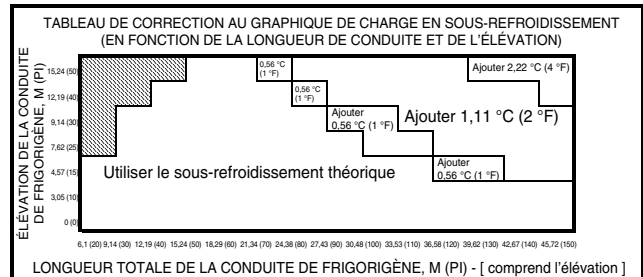 TABLEAU DE CORRECTION AU GRAPHIQUE DE CHARGE EN SOUS-REFROIDISSEMENT
(EN FONCTION DE LA LONGUEUR DE CONDUITE ET DE L'ÉLÉVATION)
ÉLÉVATION DE LA CONDUITE
DE FRIGORIGÈNE, M (PI)
15,24 (50)
12,19 (40)
9,14 (30)
7,62 (25)
4,57 (15)
3,05 (10)
0 (0)
0,56 °C
(1 °F)
0,56 °C
(1 °F)
Ajouter
0,56 °C (1 °F)
Ajouter 2,22 °C (4 °F)
Ajouter 1,11 °C (2 °F)
Ajouter
0,56 °C (1 °F)
Utiliser le sous-refroidissement théorique
6,1 (20) 9,14 (30) 12,19 (40) 15,24 (50) 18,29 (60) 21,34 (70) 24,38 (80) 27,43 (90) 30,48 (100) 33,53 (110) 36,58 (120) 39,62 (130) 42,67 (140) 45,72 (150)
LONGUEUR TOTALE DE LA CONDUITE DE FRIGORIGÈNE, M (PI) - [ comprend l'élévation ]